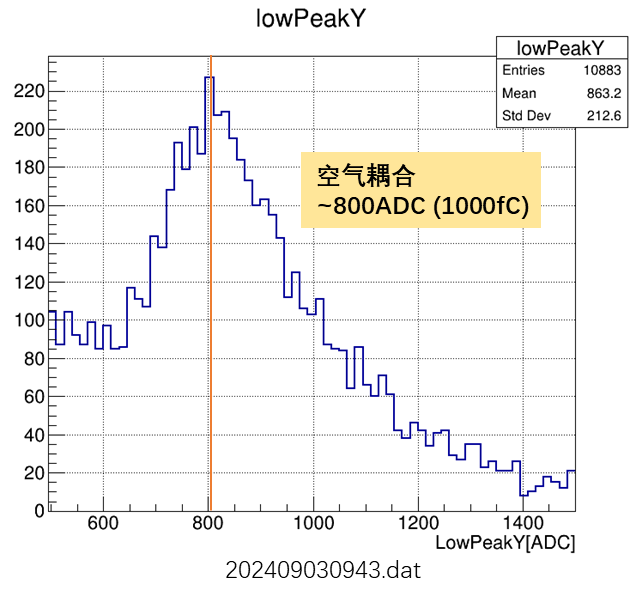 lowPeakY
lowPeakY
Entries 10883
Mean 863.2
Std Dev 212.6
空气耦合
~800ADC (1000fC)
220
200
180
160
140
120
100
80
60
40
20
0
600 800 1000 1200 1400
LowPeakY[ADC]
202409030943.dat